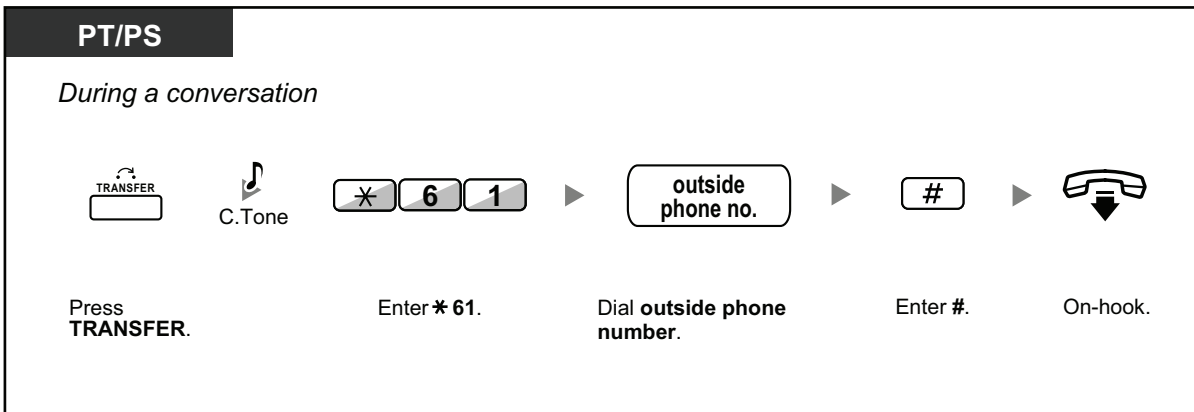 PT/PS
During a conversation
TRANSFER
C.Tone
* 6 1
outside
phone no.
#
Press
TRANSFER.
Enter * 61.
Dial outside phone
number.
Enter #.
On-hook.